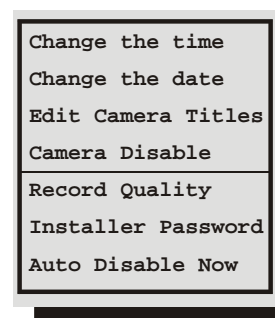 Change the time
Change the date
Edit Camera Titles
Camera Disable
Record Quality
Installer Password
Auto Disable Now